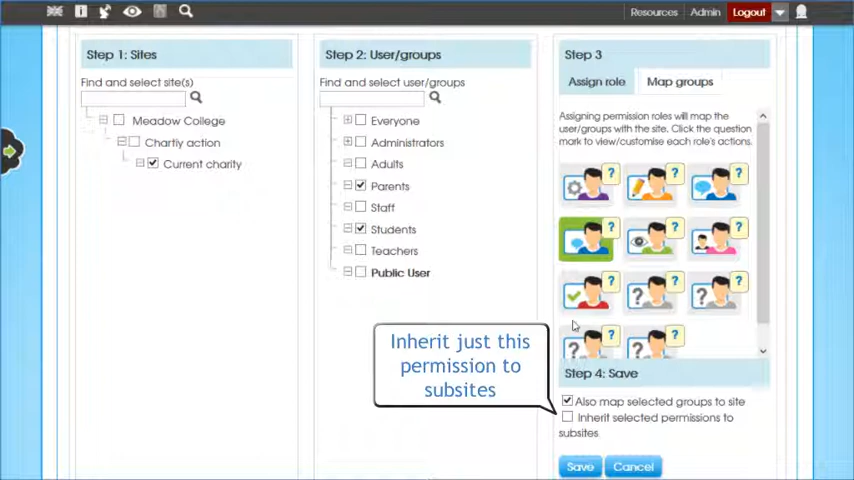 Resources Admin Logout
Step 1: Sites
Find and select site(s)
Meadow College
Chartiy action
Current charity
Step 2: User/groups
Find and select user/groups
Everyone
Administrators
Adults
Parents
Staff
Students
Teachers
Public User
Step 3
Assign role Map groups
Assigning permission roles will map the
user/groups with the site. Click the question
mark to view/customise each role's actions.
? ? ?
? ? ?
? ? ? ? ?
? ? ? ?
Inherit just this
permission to
subsites
Step 4: Save
Also map selected groups to site
Inherit selected permissions to
subsites
Save Cancel